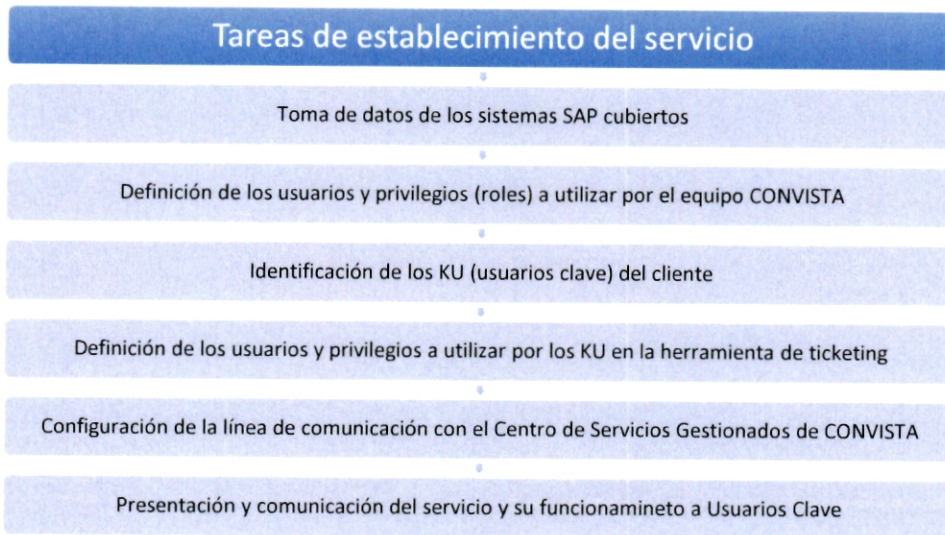 Tareas de establecimiento del servicio
Toma de datos de los sistemas SAP cubiertos
Definición de los usuarios y privilegios (roles) a utilizar por el equipo CONVISTA
Identificación de los KU (usuarios clave) del cliente
Definición de los usuarios y privilegios a utilizar por los KU en la herramienta de ticketing
Configuración de la línea de comunicación con el Centro de Servicios Gestionados de CONVISTA
Presentación y comunicación del servicio y su funcionamineto a Usuarios Clave